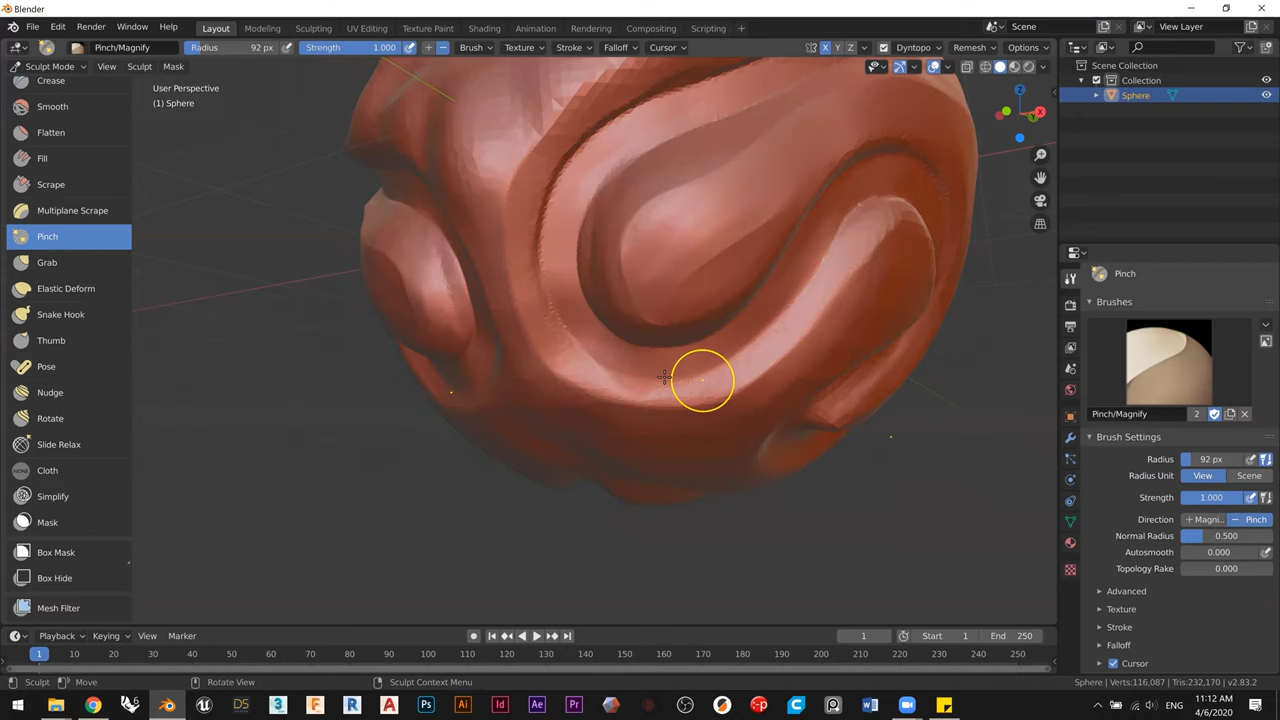 Blender
File Edit Render Window Help Layout Modeling Sculpting UV Editing Texture Paint Shading Animation Rendering Compositing Scripting + Scene View Layer
Pinch/Magnify Radius 92 px Strength 1.000 Brush Texture Stroke Falloff Cursor X Y Z Dyntopo Remesh Options
Sculpt Mode View Sculpt Mask
Scene Collection
Collection
Sphere
User Perspective
(1) Sphere
Crease
Smooth
Flatten
Fill
Scrape
Multiplane Scrape
Pinch
Grab
Elastic Deform
Snake Hook
Thumb
Pose
Nudge
Rotate
Slide Relax
Cloth
Simplify
Mask
Box Mask
Box Hide
Mesh Filter
Z
X
Y
Pinch
Brushes
Pinch/Magnify 2
Brush Settings
Radius 92 px
Radius Unit View Scene
Strength 1.000
Direction + Magni... − Pinch
Normal Radius 0.500
Autosmooth 0.000
Topology Rake 0.000
Advanced
Texture
Stroke
Falloff
Cursor
Playback Keying View Marker 1 Start 1 End 250
1 10 20 30 40 50 60 70 80 90 100 110 120 130 140 150 160 170 180 190 200 210 220 230 240 250
Sculpt Move Rotate View Sculpt Context Menu Sphere | Verts:116,087 | Tris:232,170 | v2.83.2
ENG 11:12 AM
4/6/2020